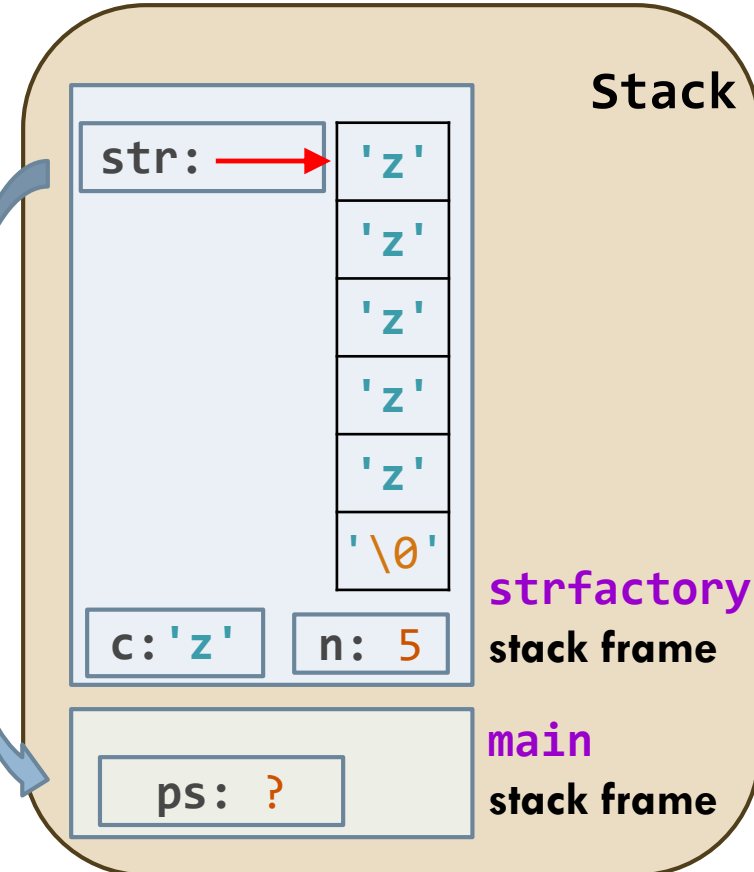 Stack
str:
'z'
'z'
'z'
'z'
'z'
'\0'
c:'z'
n: 5
strfactory
stack frame
ps: ?
main
stack frame